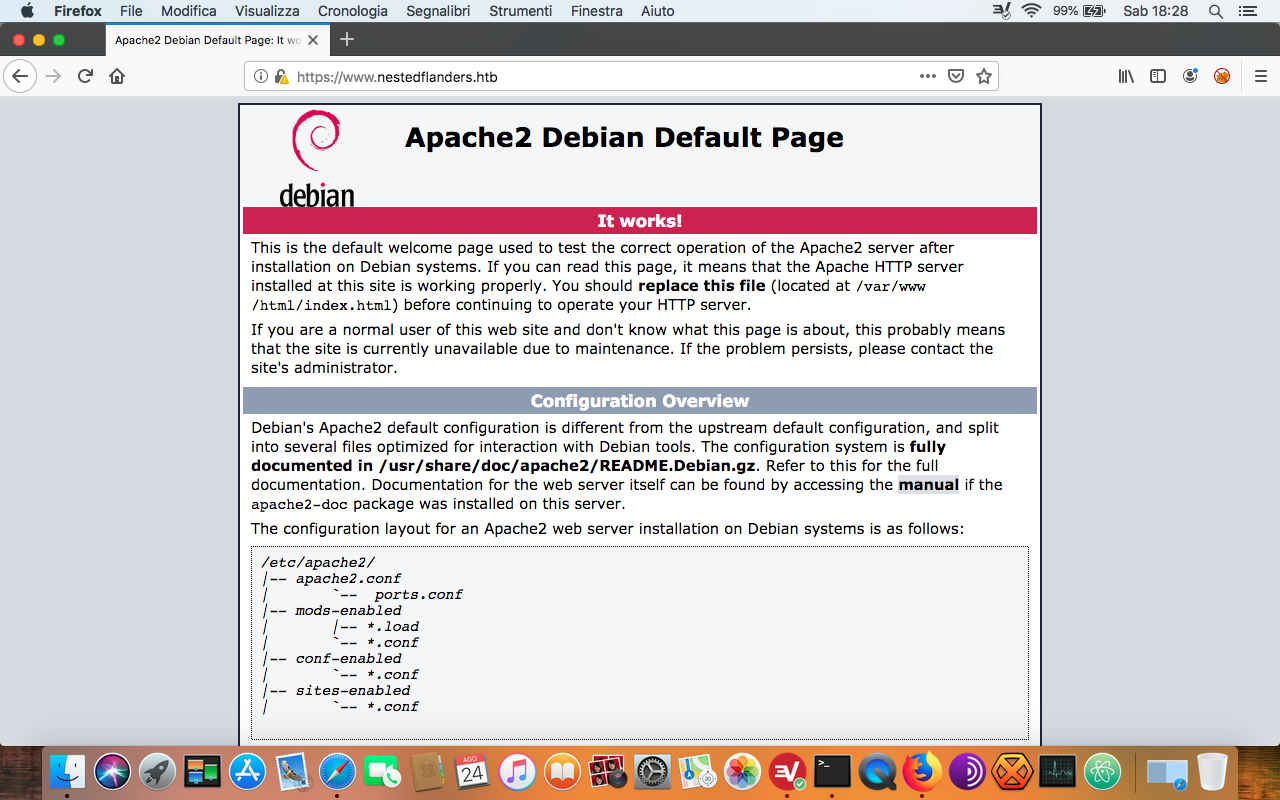 Firefox File Modifica Visualizza Cronologia Segnalibri Strumenti Finestra Aiuto 99% Sab 18:28
Apache2 Debian Default Page: It wo
https://www.nestedflanders.htb
debian
Apache2 Debian Default Page
It works!
This is the default welcome page used to test the correct operation of the Apache2 server after
installation on Debian systems. If you can read this page, it means that the Apache HTTP server
installed at this site is working properly. You should replace this file (located at /var/www
/html/index.html) before continuing to operate your HTTP server.
If you are a normal user of this web site and don't know what this page is about, this probably means
that the site is currently unavailable due to maintenance. If the problem persists, please contact the
site's administrator.
Configuration Overview
Debian's Apache2 default configuration is different from the upstream default configuration, and split
into several files optimized for interaction with Debian tools. The configuration system is fully
documented in /usr/share/doc/apache2/README.Debian.gz. Refer to this for the full
documentation. Documentation for the web server itself can be found by accessing the manual if the
apache2-doc package was installed on this server.
The configuration layout for an Apache2 web server installation on Debian systems is as follows:
/etc/apache2/
|-- apache2.conf
|       `--  ports.conf
|-- mods-enabled
|       |-- *.load
|       `-- *.conf
|-- conf-enabled
|       `-- *.conf
|-- sites-enabled
|       `-- *.conf
AGO
24